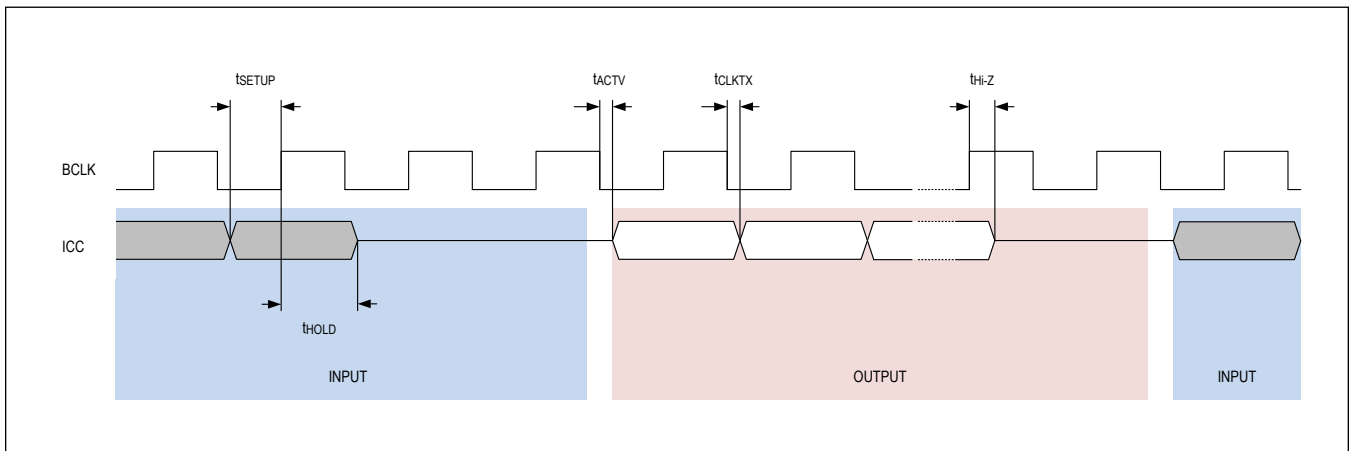 tSETUP
tACTV
tCLKTX
tHi-Z
BCLK
ICC
tHOLD
INPUT
OUTPUT
INPUT